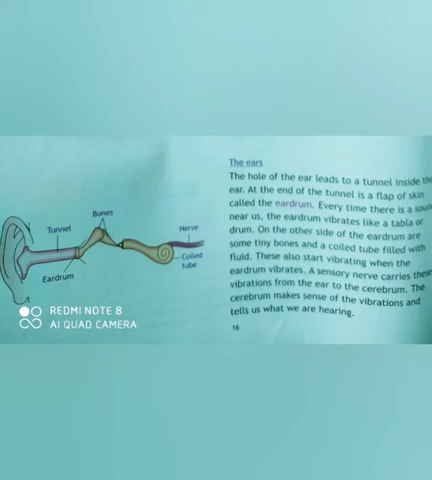 Bones
Tunnel
Nerve
Coiled
tube
Eardrum
REDMI NOTE 8
AI QUAD CAMERA
The ears
The hole of the ear leads to a tunnel inside the
ear. At the end of the tunnel is a flap of skin
called the eardrum. Every time there is a soun
near us, the eardrum vibrates like a tabla or
drum. On the other side of the eardrum are
some tiny bones and a coiled tube filled with
fluid. These also start vibrating when the
eardrum vibrates. A sensory nerve carries these
vibrations from the ear to the cerebrum. The
cerebrum makes sense of the vibrations and
tells us what we are hearing.
16